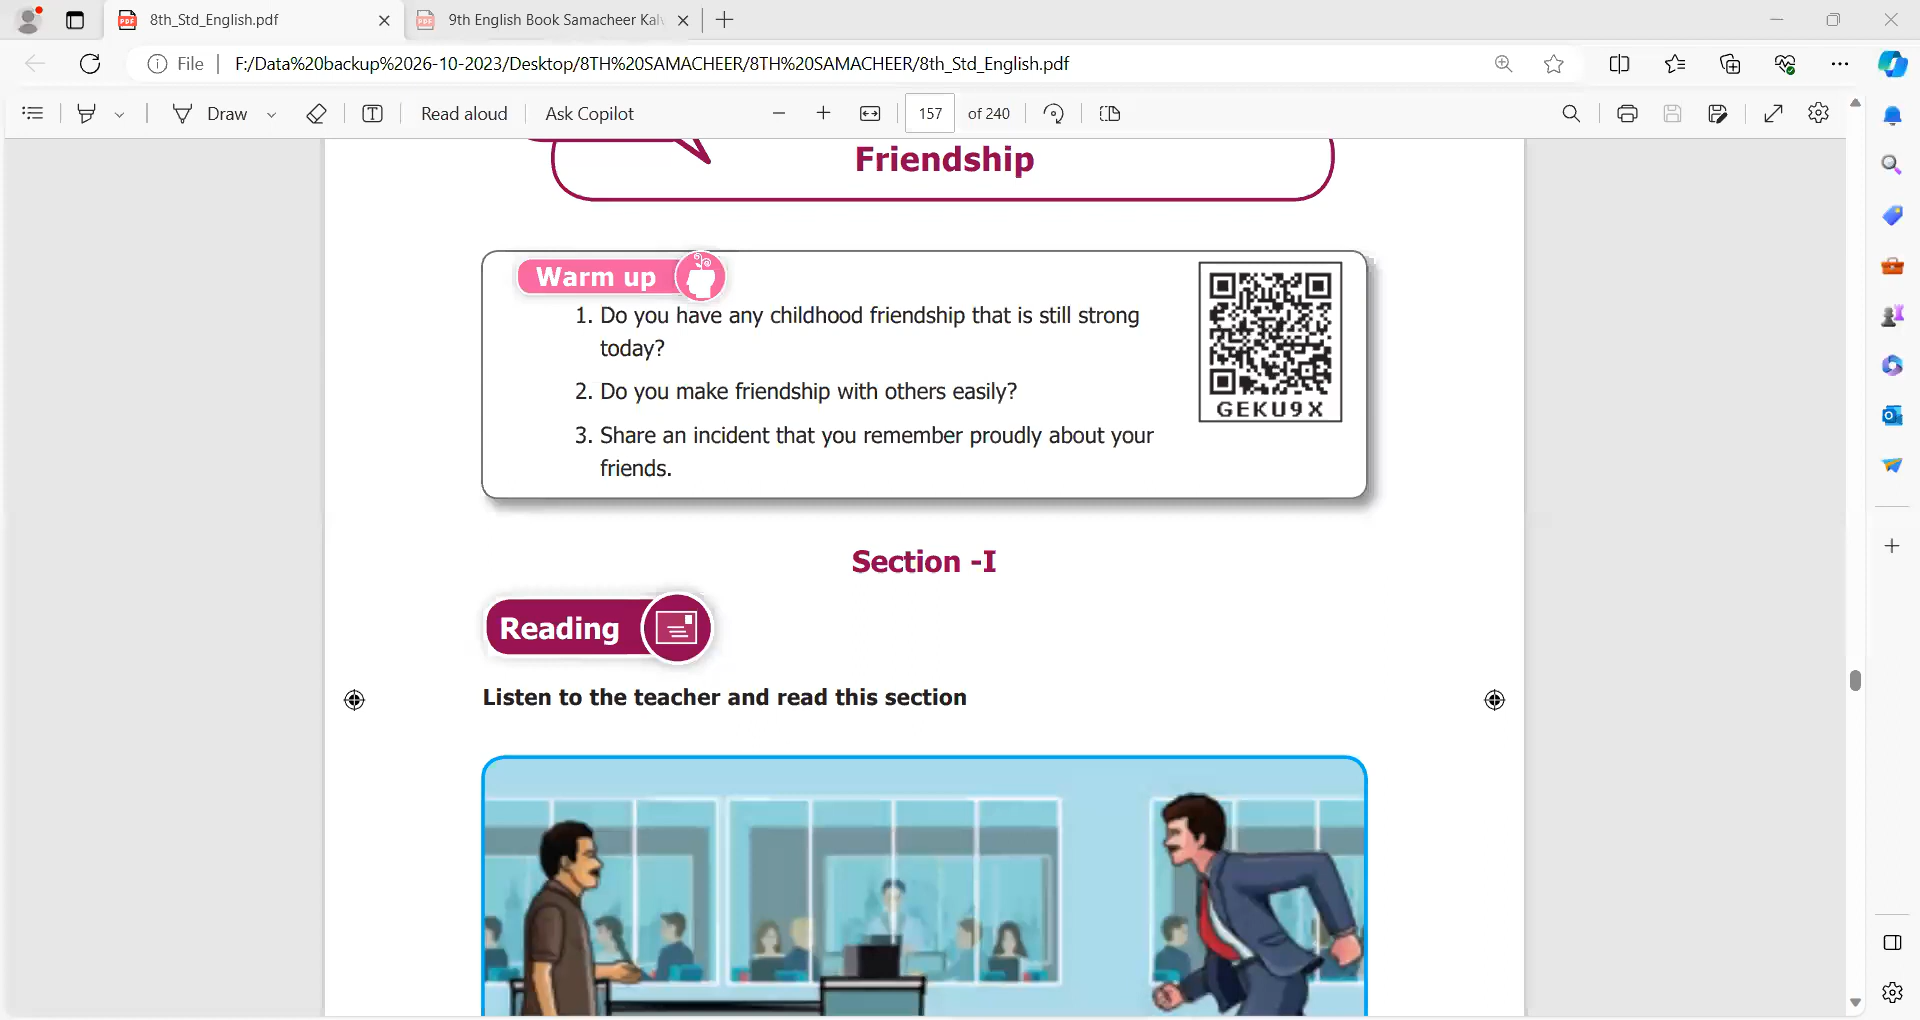 8th_Std_English.pdf
9th English Book Samacheer Kal
File
F:/Data%20backup%2026-10-2023/Desktop/8TH%20SAMACHEER/8TH%20SAMACHEER/8th_Std_English.pdf
Draw
Read aloud
Ask Copilot
157 of 240
Friendship
Warm up
1. Do you have any childhood friendship that is still strong
today?
2. Do you make friendship with others easily?
3. Share an incident that you remember proudly about your
friends.
GEKU9X
Section -I
Reading
Listen to the teacher and read this section